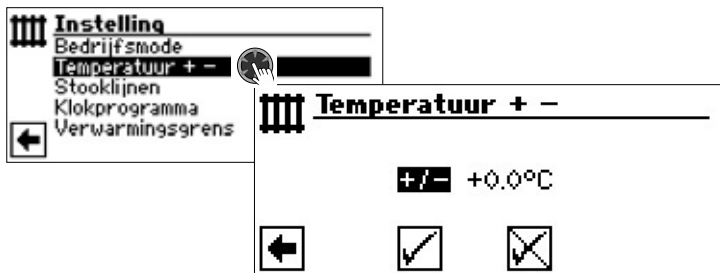 Instelling
Bedrijfsmode
Temperatuur + −
Stooklijnen
Klokprogramma
Verwarmingsgrens
Temperatuur + −
+/− +0.0°C